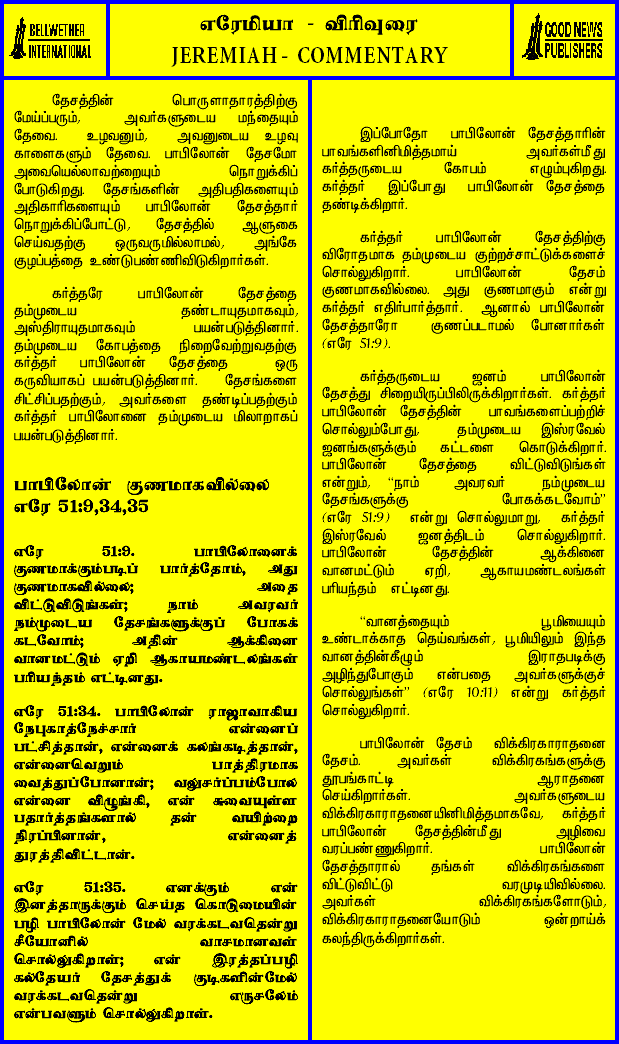 BELLWETHER
INTERNATIONAL
எரேமியா - விரிவுரை
JEREMIAH - COMMENTARY
GOOD NEWS
PUBLISHERS
தேசத்தின் பொருளாதாரத்திற்கு
மேய்ப்பரும், அவர்களுடைய மந்தையும்
தேவை. உழவனும், அவனுடைய உழவு
காளைகளும் தேவை. பாபிலோன் தேசமோ
அவையெல்லாவற்றையும் நொறுக்கிப்
போடுகிறது. தேசங்களின் அதிபதிகளையும்
அதிகாரிகளையும் பாபிலோன் தேசத்தார்
நொறுக்கிப்போட்டு, தேசத்தில் ஆளுகை
செய்வதற்கு ஒருவருமில்லாமல், அங்கே
குழப்பத்தை உண்டுபண்ணிவிடுகிறார்கள்.
கர்த்தரே பாபிலோன் தேசத்தை
தம்முடைய தண்டாயுதமாகவும்,
அஸ்திராயுதமாகவும் பயன்படுத்தினார்.
தம்முடைய கோபத்தை நிறைவேற்றுவதற்கு
கர்த்தர் பாபிலோன் தேசத்தை ஒரு
கருவியாகப் பயன்படுத்தினார். தேசங்களை
சிட்சிப்பதற்கும், அவர்களை தண்டிப்பதற்கும்
கர்த்தர் பாபிலோனை தம்முடைய மிலாறாகப்
பயன்படுத்தினார்.
பாபிலோன் குணமாகவில்லை
எரே 51:9,34,35
எரே 51:9. பாபிலோனைக்
குணமாக்கும்படிப் பார்த்தோம், அது
குணமாகவில்லை; அதை
விட்டுவிடுங்கள்; நாம் அவரவர்
நம்முடைய தேசங்களுக்குப் போகக்
கடவோம்; அதின் ஆக்கினை
வானமட்டும் ஏறி ஆகாயமண்டலங்கள்
பரியந்தம் எட்டினது.
எரே 51:34. பாபிலோன் ராஜாவாகிய
நேபுகாத்நேச்சார் என்னைப்
பட்சித்தான், என்னைக் கலங்கடித்தான்,
என்னைவெறும் பாத்திரமாக
வைத்துப்போனான்; வலுசர்ப்பம்போல
என்னை விழுங்கி, என் சுவையுள்ள
பதார்த்தங்களால் தன் வயிற்றை
நிரப்பினான், என்னைத்
துரத்திவிட்டான்.
எரே 51:35. எனக்கும் என்
இனத்தாருக்கும் செய்த கொடுமையின்
பழி பாபிலோன் மேல் வரக்கடவதென்று
சீயோனில் வாசமானவள்
சொல்லுகிறாள்; என் இரத்தப்பழி
கல்தேயர் தேசத்துக் குடிகளின்மேல்
வரக்கடவதென்று எருசலேம்
என்பவளும் சொல்லுகிறாள்.
இப்போதோ பாபிலோன் தேசத்தாரின்
பாவங்களினிமித்தமாய் அவர்கள்மீது
கர்த்தருடைய கோபம் எழும்புகிறது.
கர்த்தர் இப்போது பாபிலோன் தேசத்தை
தண்டிக்கிறார்.
கர்த்தர் பாபிலோன் தேசத்திற்கு
விரோதமாக தம்முடைய குற்றச்சாட்டுக்களைச்
சொல்லுகிறார். பாபிலோன் தேசம்
குணமாகவில்லை. அது குணமாகும் என்று
கர்த்தர் எதிர்பார்த்தார். ஆனால் பாபிலோன்
தேசத்தாரோ குணப்படாமல் போனார்கள்
(எரே 51:9).
கர்த்தருடைய ஜனம் பாபிலோன்
தேசத்து சிறையிருப்பிலிருக்கிறார்கள். கர்த்தர்
பாபிலோன் தேசத்தின் பாவங்களைப்பற்றிச்
சொல்லும்போது, தம்முடைய இஸ்ரவேல்
ஜனங்களுக்கும் கட்டளை கொடுக்கிறார்.
பாபிலோன் தேசத்தை விட்டுவிடுங்கள்
என்றும், "நாம் அவரவர் நம்முடைய
தேசங்களுக்கு போகக்கடவோம்"
(எரே 51:9) என்று சொல்லுமாறு, கர்த்தர்
இஸ்ரவேல் ஜனத்திடம் சொல்லுகிறார்.
பாபிலோன் தேசத்தின் ஆக்கினை
வானமட்டும் ஏறி, ஆகாயமண்டலங்கள்
பரியந்தம் எட்டினது.
"வானத்தையும் பூமியையும்
உண்டாக்காத தெய்வங்கள், பூமியிலும் இந்த
வானத்தின்கீழும் இராதபடிக்கு
அழிந்துபோகும் என்பதை அவர்களுக்குச்
சொல்லுங்கள்" (எரே 10:11) என்று கர்த்தர்
சொல்லுகிறார்.
பாபிலோன் தேசம் விக்கிரகாராதனை
தேசம். அவர்கள் விக்கிரகங்களுக்கு
தூபங்காட்டி ஆராதனை
செய்கிறார்கள். அவர்களுடைய
விக்கிரகாராதனையினிமித்தமாகவே, கர்த்தர்
பாபிலோன் தேசத்தின்மீது அழிவை
வரப்பண்ணுகிறார். பாபிலோன்
தேசத்தாரால் தங்கள் விக்கிரகங்களை
விட்டுவிட்டு வரமுடியவில்லை.
அவர்கள் விக்கிரகங்களோடும்,
விக்கிரகாராதனையோடும் ஒன்றாய்க்
கலந்திருக்கிறார்கள்.